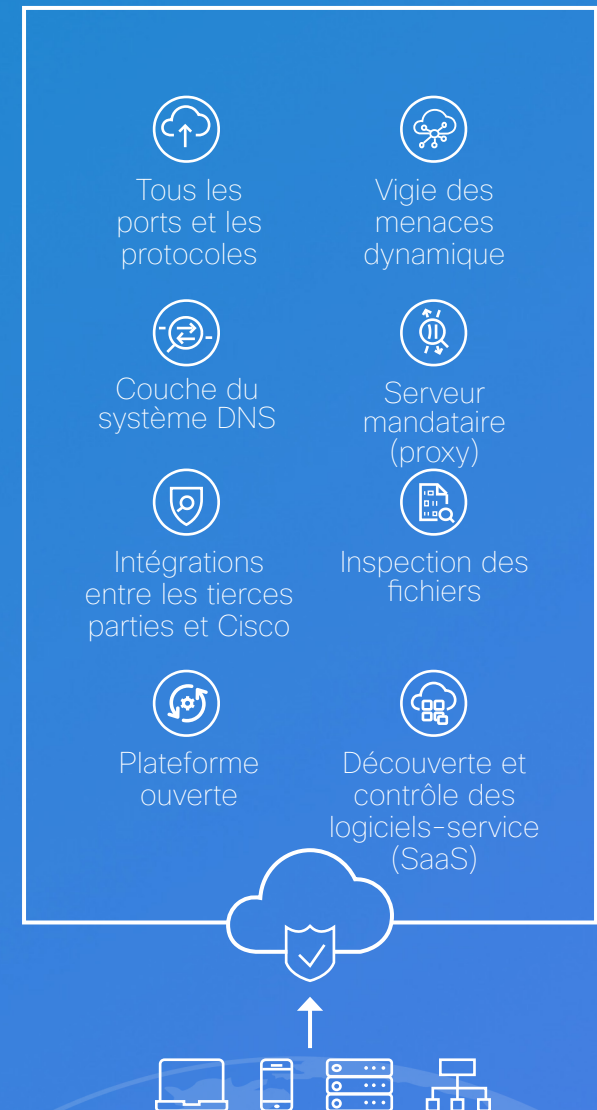 Tous les
ports et les
protocoles
Vigie des
menaces
dynamique
Couche du
système DNS
Serveur
mandataire
(proxy)
Intégrations
entre les tierces
parties et Cisco
Inspection des
fichiers
Plateforme
ouverte
Découverte et
contrôle des
logiciels-service
(SaaS)